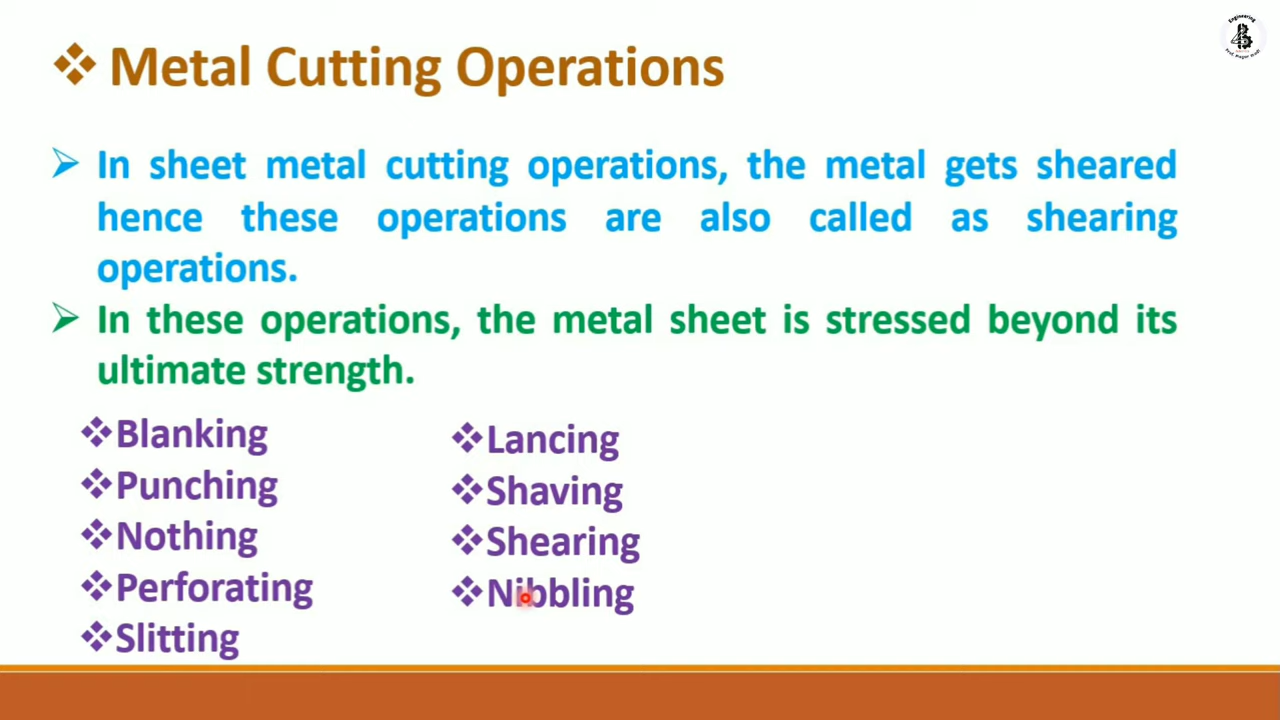 Metal Cutting Operations
In sheet metal cutting operations, the metal gets sheared
hence these operations are also called as shearing
operations.
In these operations, the metal sheet is stressed beyond its
ultimate strength.
Blanking
Punching
Nothing
Perforating
Slitting
Lancing
Shaving
Shearing
Nibbling
Engineering